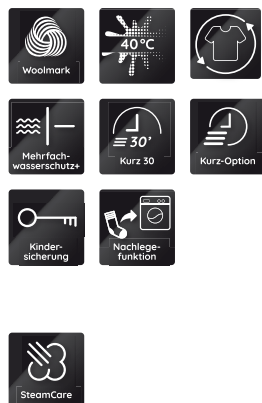 Woolmark
40°C
Mehrfach-
wasserschutz+
30'
Kurz 30
Kurz-Option
Kinder-
sicherung
Nachlege-
funktion
SteamCare